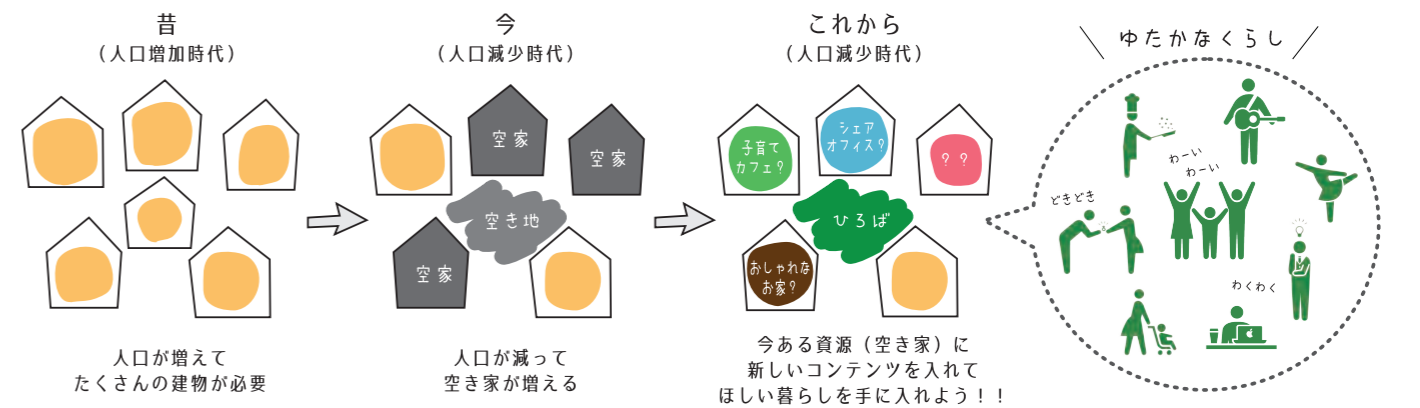 昔
（人口増加時代）
人口が増えて
たくさんの建物が必要
今
（人口減少時代）
空家
空家
空き地
空家
人口が減って
空き家が増える
これから
（人口減少時代）
子育て
カフェ？
シェア
オフィス？
？？
ひろば
おしゃれな
お家？
今ある資源（空き家）に
新しいコンテンツを入れて
ほしい暮らしを手に入れよう！！
ゆたかなくらし
わーい
わーい
どきどき
わくわく